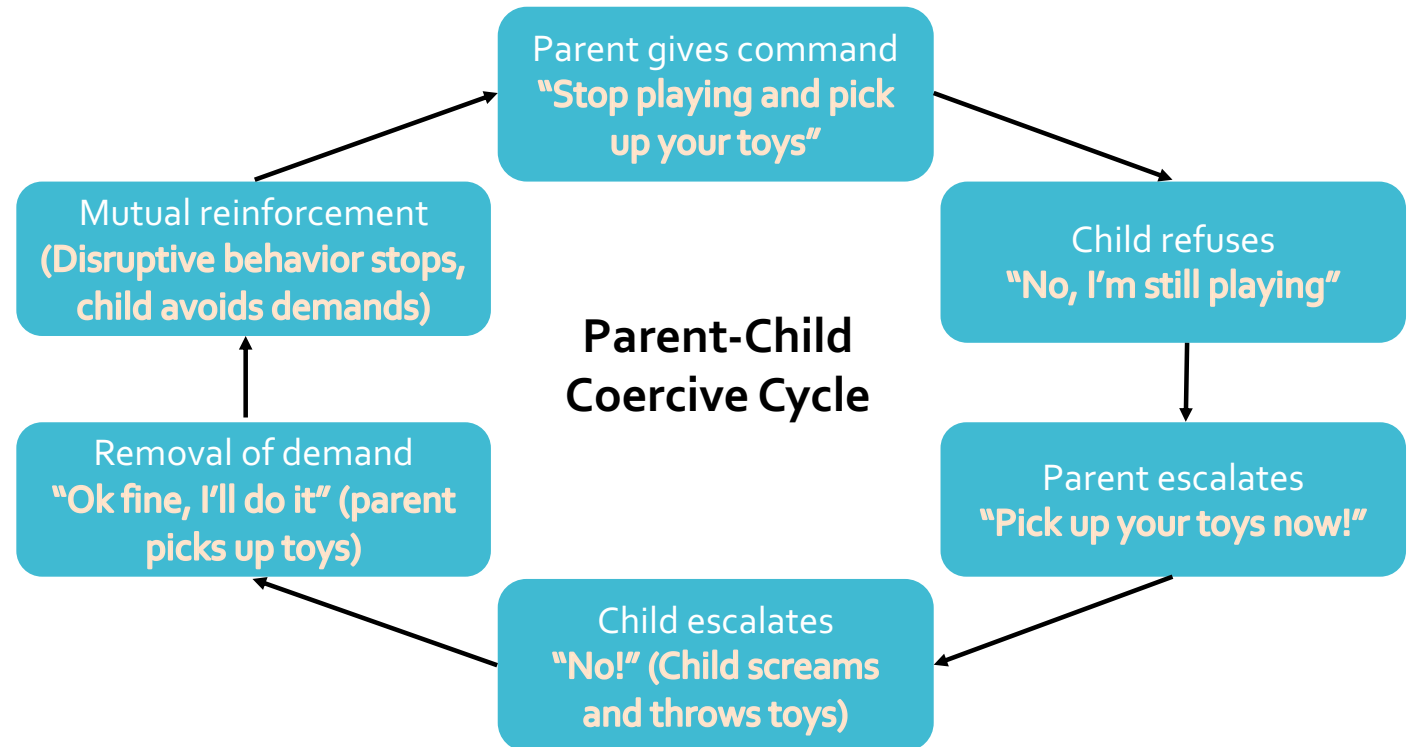 Parent gives command
“Stop playing and pick
up your toys”
Child refuses
“No, I’m still playing”
Parent escalates
“Pick up your toys now!”
Child escalates
“No!” (Child screams
and throws toys)
Removal of demand
“Ok fine, I’ll do it” (parent
picks up toys)
Mutual reinforcement
(Disruptive behavior stops,
child avoids demands)
Parent-Child
Coercive Cycle